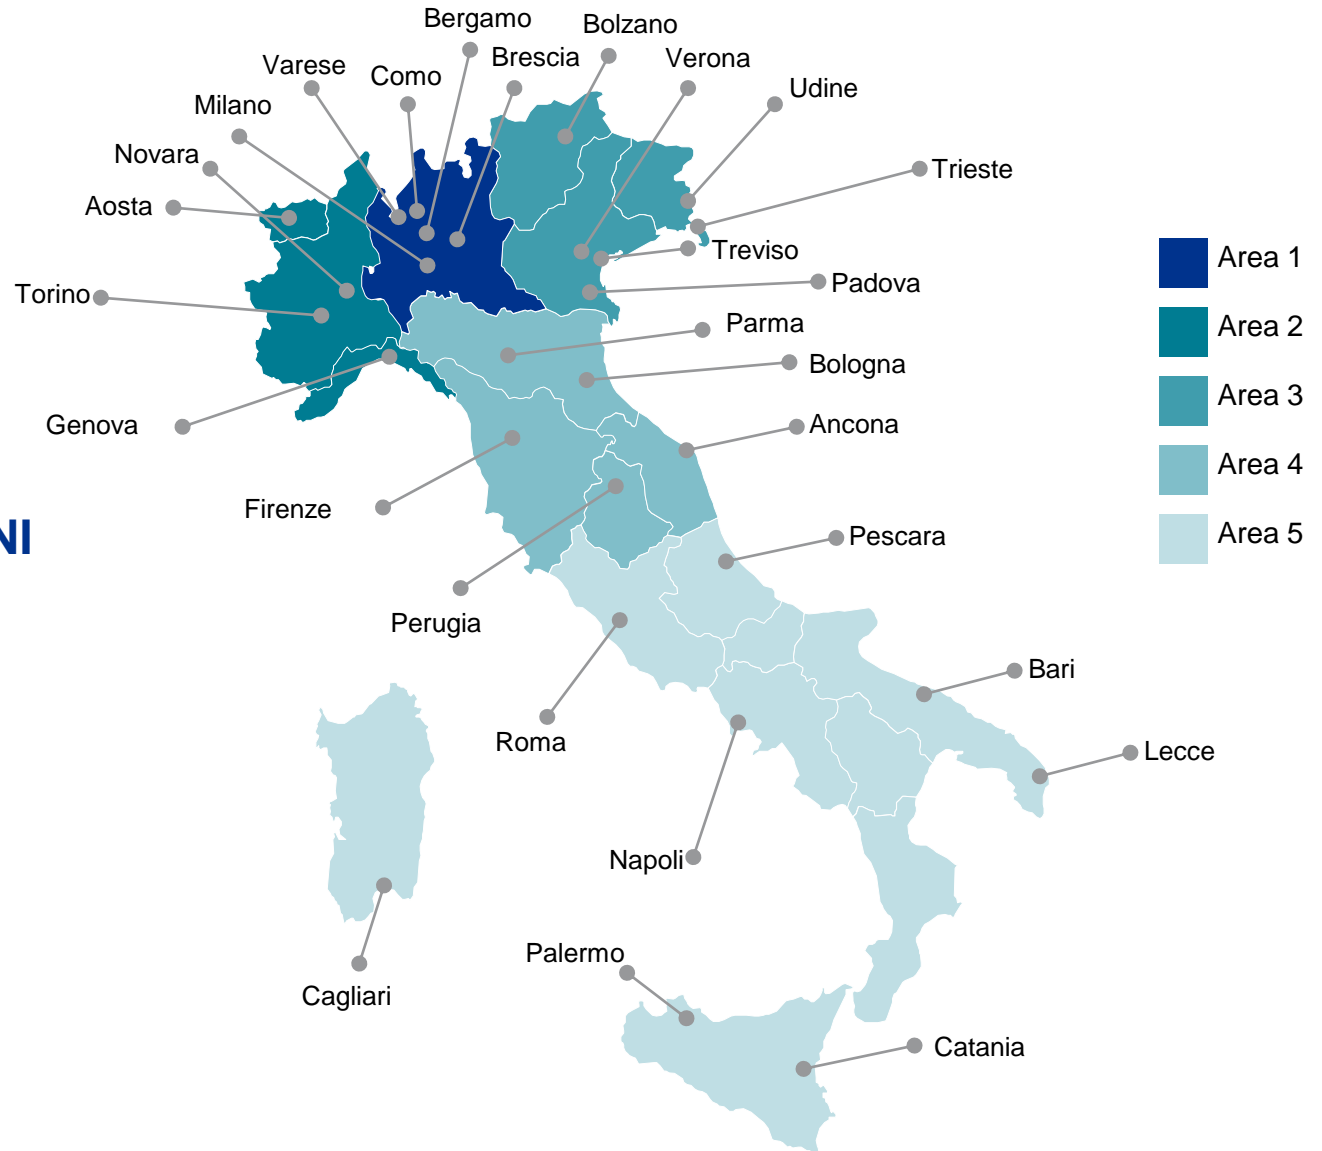 Bergamo
Bolzano
Brescia
Verona
Varese
Como
Udine
Milano
Novara
Trieste
Aosta
Treviso
Area 1
Padova
Torino
Parma
Area 2
Bologna
Area 3
Genova
Ancona
Area 4
Firenze
NI
Pescara
Area 5
Perugia
Bari
Roma
Lecce
Napoli
Palermo
Cagliari
Catania